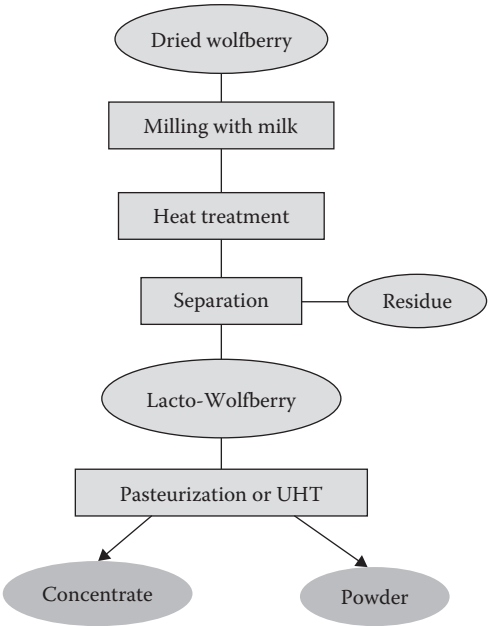 Dried wolfberry
Milling with milk
Heat treatment
Separation
Residue
Lacto-Wolfberry
Pasteurization or UHT
Concentrate
Powder